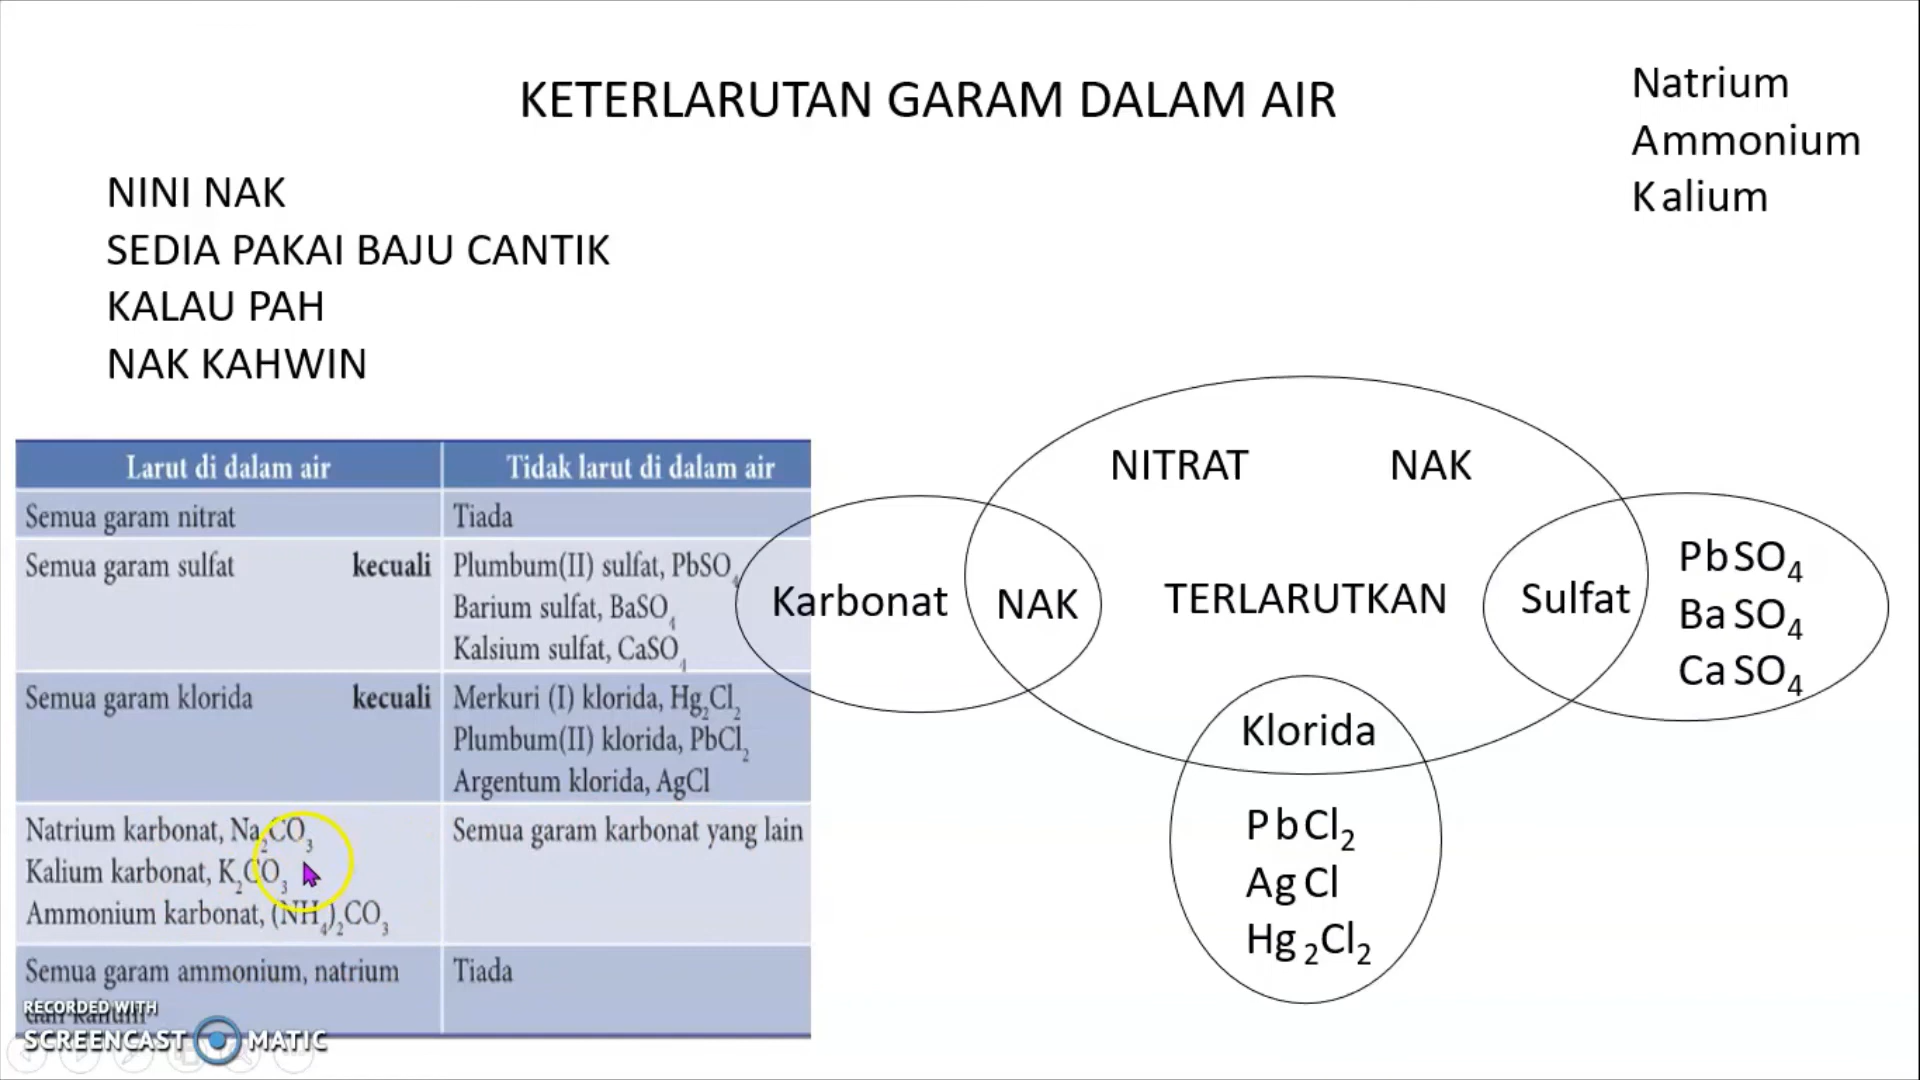 KETERLARUTAN GARAM DALAM AIR
Natrium
Ammonium
Kalium
NINI NAK
SEDIA PAKAI BAJU CANTIK
KALAU PAH
NAK KAHWIN
Larut di dalam air Tidak larut di dalam air
Semua garam nitrat Tiada
Semua garam sulfat kecuali Plumbum(II) sulfat, PbSO₄
Barium sulfat, BaSO₄
Kalsium sulfat, CaSO₄
Semua garam klorida kecuali Merkuri (I) klorida, Hg₂Cl₂
Plumbum(II) klorida, PbCl₂
Argentum klorida, AgCl
Natrium karbonat, Na₂CO₃ Semua garam karbonat yang lain
Kalium karbonat, K₂CO₃
Ammonium karbonat, (NH₄)₂CO₃
Semua garam ammonium, natrium Tiada
dan kalium
RECORDED WITH
SCREENCAST MATIC
NITRAT NAK
Karbonat NAK TERLARUTKAN Sulfat
PbSO₄
BaSO₄
CaSO₄
Klorida
PbCl₂
AgCl
Hg₂Cl₂